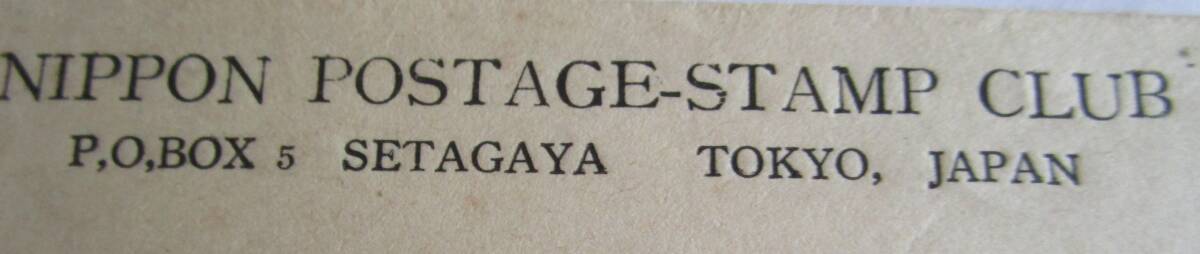 NIPPON POSTAGE-STAMP CLUB
P,O,BOX 5 SETAGAYA TOKYO, JAPAN